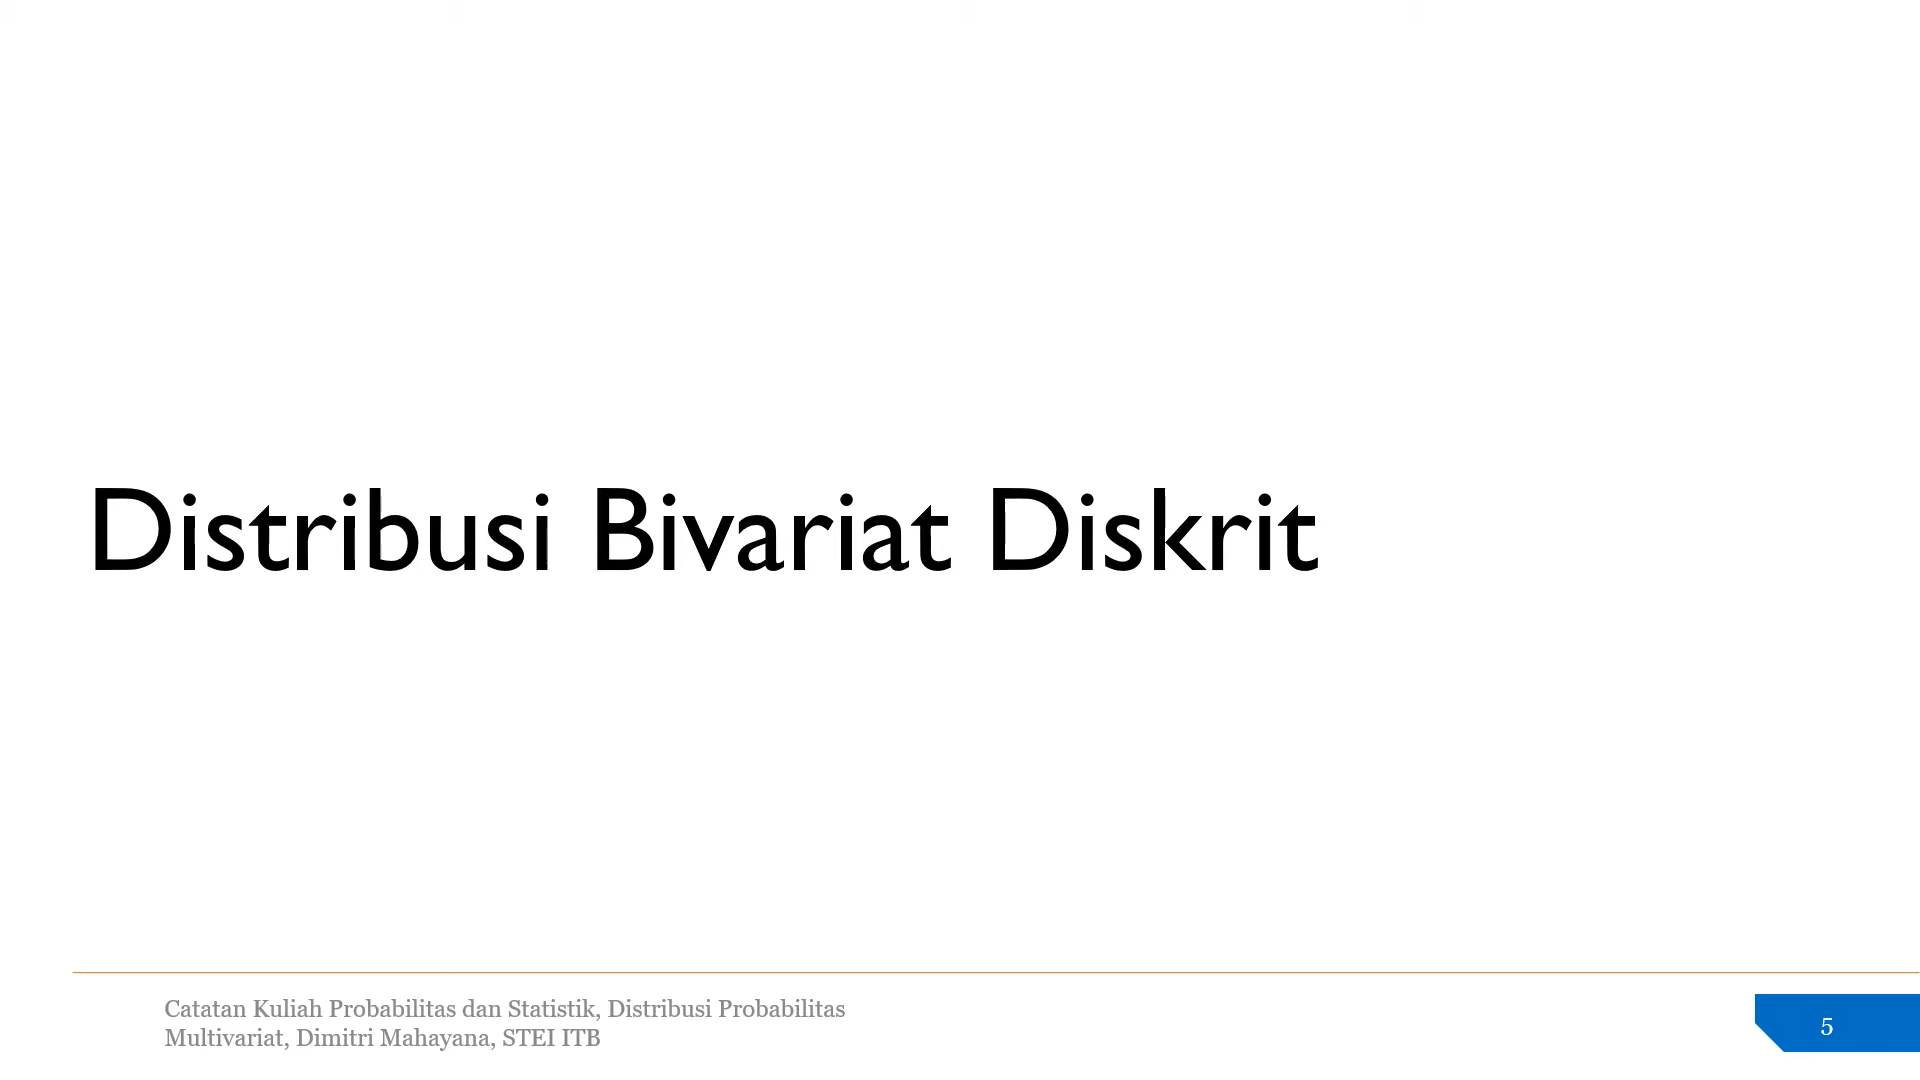 Distribusi Bivariat Diskrit
Catatan Kuliah Probabilitas dan Statistik, Distribusi Probabilitas
Multivariat, Dimitri Mahayana, STEI ITB
5